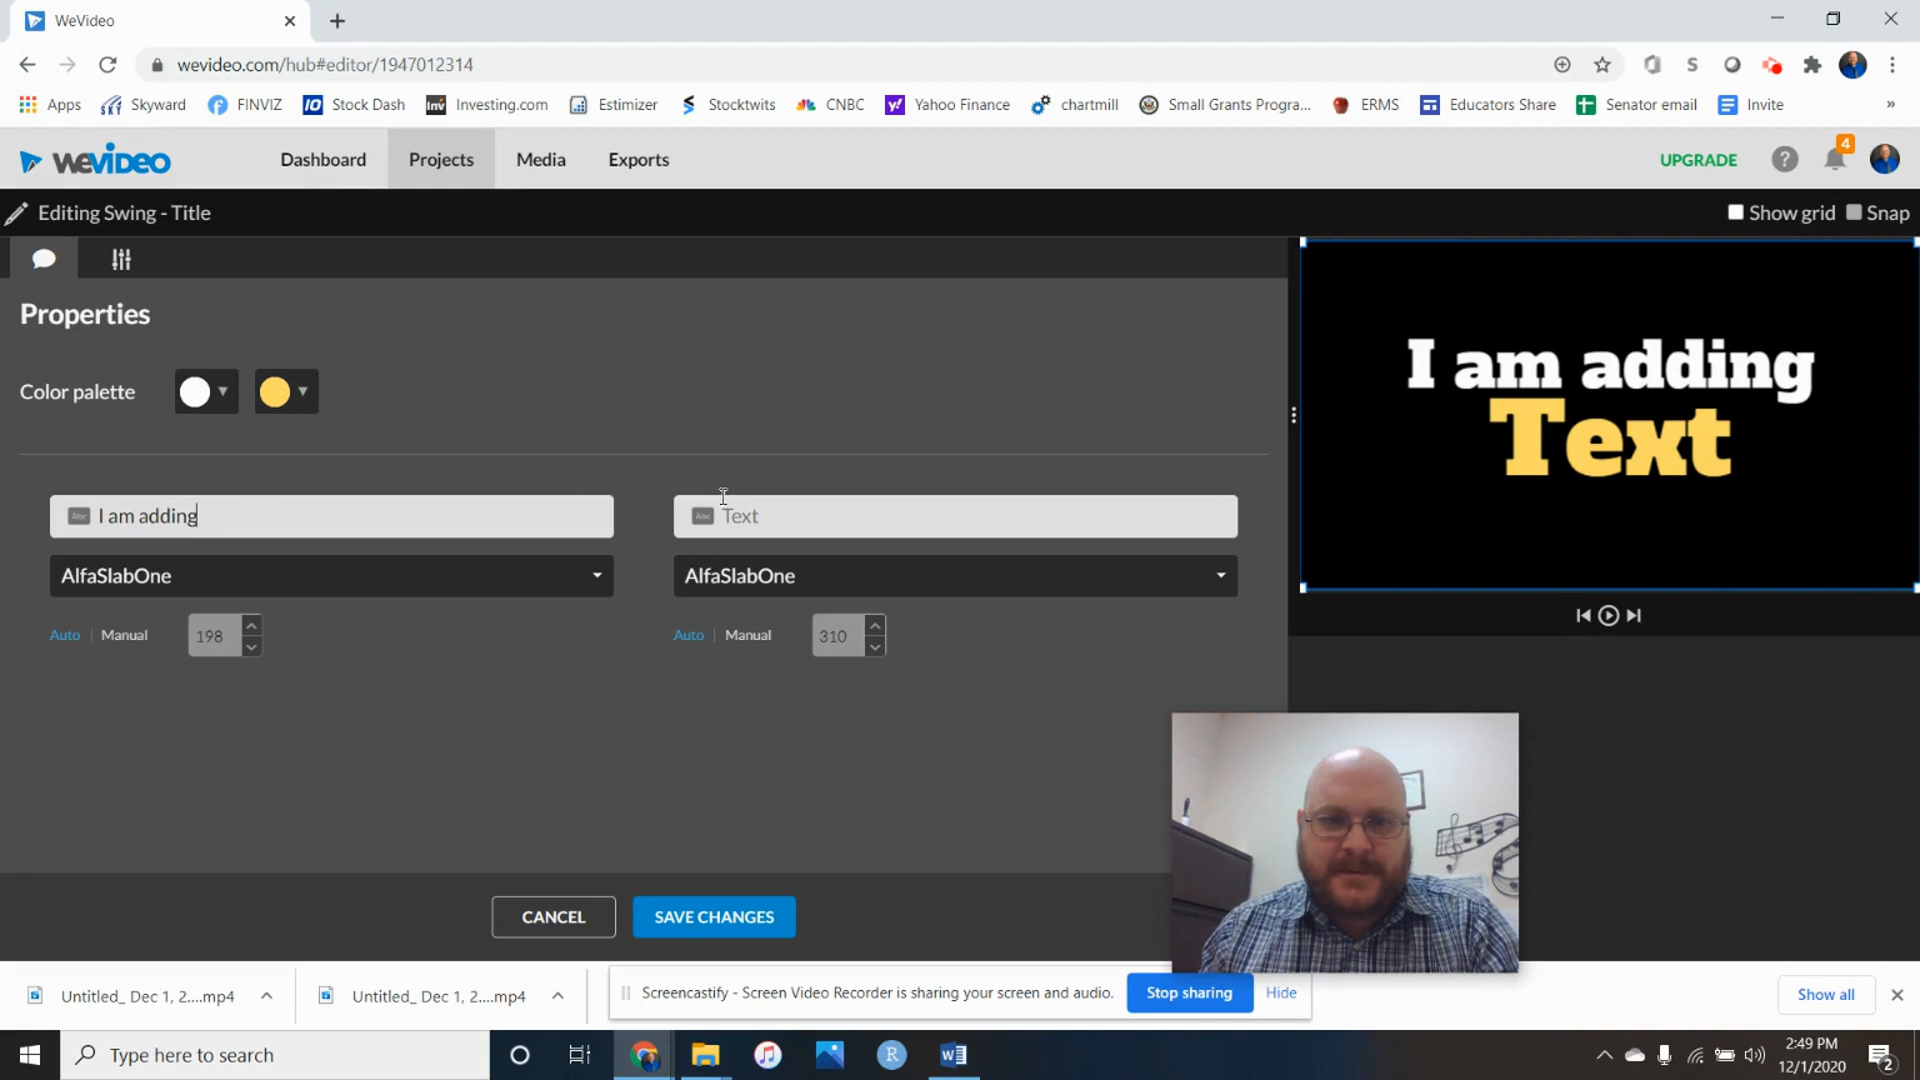 WeVideo
wevideo.com/hub#editor/1947012314
Apps Skyward FINVIZ IO Stock Dash Inv Investing.com Estimizer Stocktwits CNBC Yahoo Finance chartmill Small Grants Progra... ERMS Educators Share Senator email Invite »
WEVIDEO Dashboard Projects Media Exports UPGRADE ? 4
Editing Swing - Title Show grid Snap
Properties
Color palette
I am adding
Text
Abc I am adding Abc Text
AlfaSlabOne AlfaSlabOne
Auto | Manual 198 Auto | Manual 310
CANCEL SAVE CHANGES
Untitled_ Dec 1, 2....mp4 Untitled_ Dec 1, 2....mp4 Screencastify - Screen Video Recorder is sharing your screen and audio. Stop sharing Hide Show all
Type here to search R W 2:49 PM
12/1/2020 2